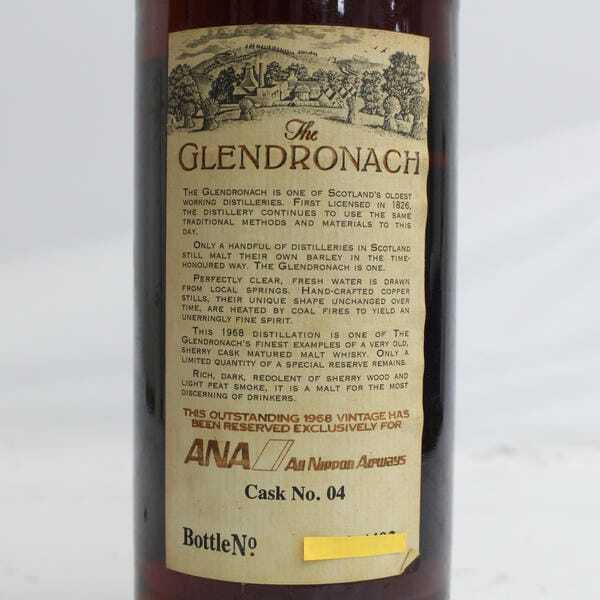 The
GLENDRONACH
THE GLENDRONACH IS ONE OF SCOTLAND'S OLDEST
WORKING DISTILLERIES. FIRST LICENSED IN 1826,
THE DISTILLERY CONTINUES TO USE THE SAME
TRADITIONAL METHODS AND MATERIALS TO THIS
DAY.
ONLY A HANDFUL OF DISTILLERIES IN SCOTLAND
STILL MALT THEIR OWN BARLEY IN THE TIME-
HONOURED WAY. THE GLENDRONACH IS ONE.
PERFECTLY CLEAR, FRESH WATER IS DRAWN
FROM LOCAL SPRINGS. HAND-CRAFTED COPPER
STILLS, THEIR UNIQUE SHAPE UNCHANGED OVER
TIME, ARE HEATED BY COAL FIRES TO YIELD AN
UNERRINGLY FINE SPIRIT.
THIS 1968 DISTILLATION IS ONE OF THE
GLENDRONACH'S FINEST EXAMPLES OF A VERY OLD,
SHERRY CASK MATURED MALT WHISKY. ONLY A
LIMITED QUANTITY OF A SPECIAL RESERVE REMAINS.
RICH, DARK, REDOLENT OF SHERRY WOOD AND
LIGHT PEAT SMOKE, IT IS A MALT FOR THE MOST
DISCERNING OF DRINKERS.
THIS OUTSTANDING 1968 VINTAGE HAS
BEEN RESERVED EXCLUSIVELY FOR
ANA All Nippon Airways
Cask No. 04
Bottle No.